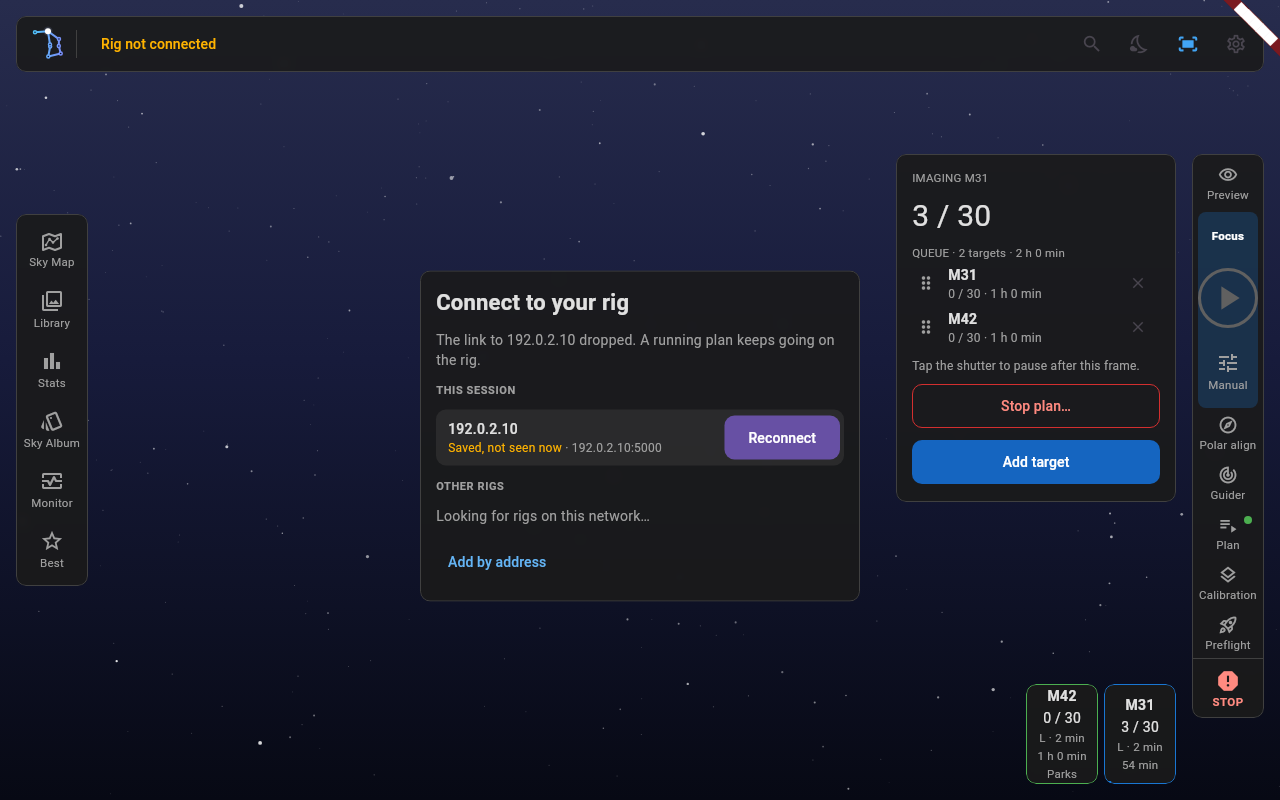 Rig not connected
Sky Map
Library
Stats
Sky Album
Monitor
Best
Connect to your rig
The link to 192.0.2.10 dropped. A running plan keeps going on
the rig.
THIS SESSION
192.0.2.10
Saved, not seen now · 192.0.2.10:5000
Reconnect
OTHER RIGS
Looking for rigs on this network…
Add by address
IMAGING M31
3 / 30
QUEUE · 2 targets · 2 h 0 min
M31
0 / 30 · 1 h 0 min
M42
0 / 30 · 1 h 0 min
Tap the shutter to pause after this frame.
Stop plan…
Add target
Preview
Focus
Manual
Polar align
Guider
Plan
Calibration
Preflight
STOP
M42
0 / 30
L · 2 min
1 h 0 min
Parks
M31
3 / 30
L · 2 min
54 min